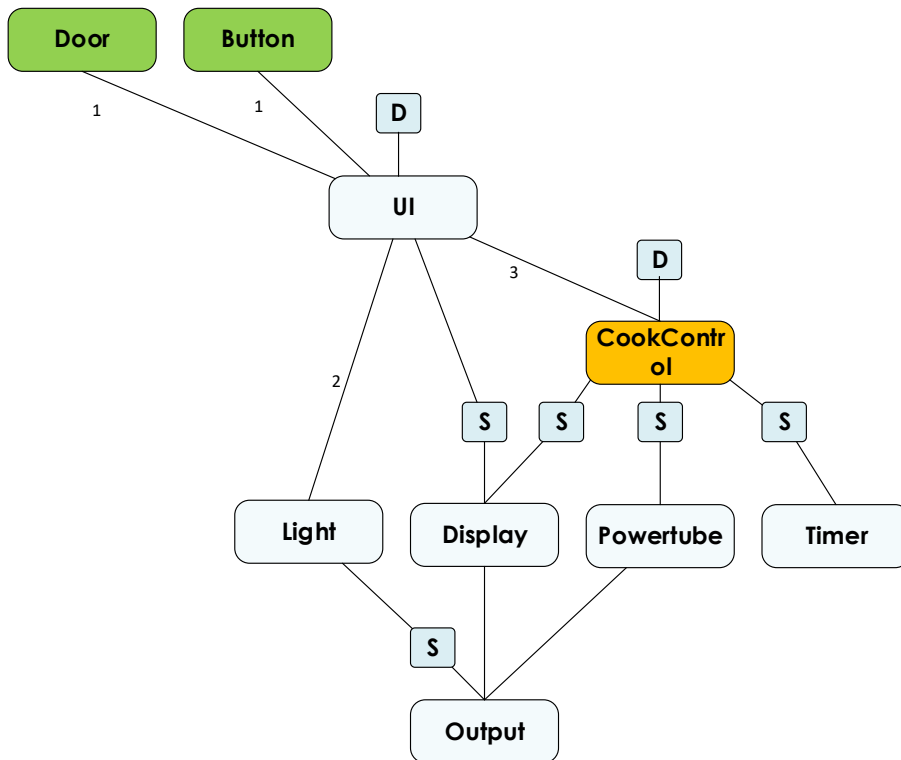 Door
Button
1
1
D
UI
3
D
CookContr
ol
2
S
S
S
S
Light
Display
Powertube
Timer
S
Output